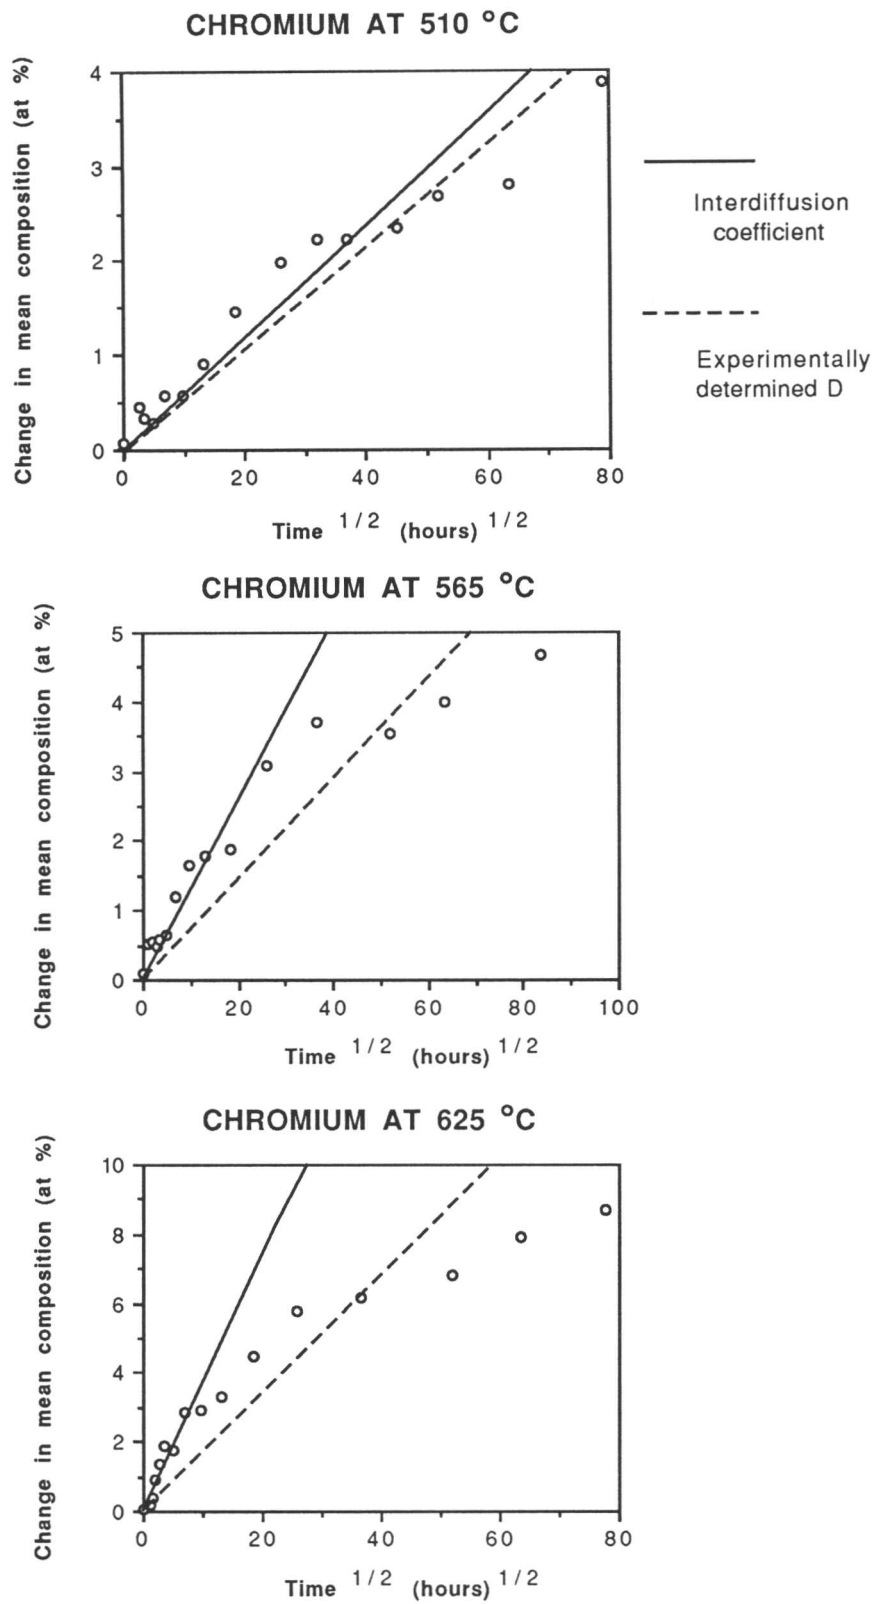 CHROMIUM AT 510 °C
Change in mean composition (at %)
4
3
2
1
0
0 20 40 60 80
Time 1/2 (hours) 1/2
Interdiffusion
coefficient
Experimentally
determined D
CHROMIUM AT 565 °C
Change in mean composition (at %)
5
4
3
2
1
0
0 20 40 60 80 100
Time 1/2 (hours) 1/2
CHROMIUM AT 625 °C
Change in mean composition (at %)
10
8
6
4
2
0
0 20 40 60 80
Time 1/2 (hours) 1/2